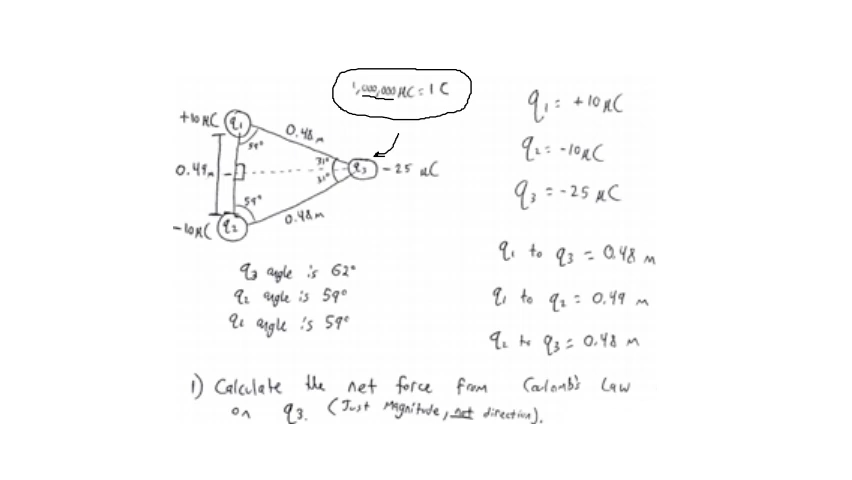 1,000,000 μC = 1 C
+10 μC q1
59°
0.48 m
0.49 m
31°
31°
q3 -25 μC
59°
-10 μC q2
0.48 m
q1 = +10 μC
q2 = -10 μC
q3 = -25 μC
q1 to q3 = 0.48 m
q1 to q2 = 0.49 m
q2 to q3 = 0.48 m
q3 angle is 62°
q2 angle is 59°
angle is 59°
1) Calculate the net force from Coulomb's Law
on q3. (Just Magnitude, not direction).